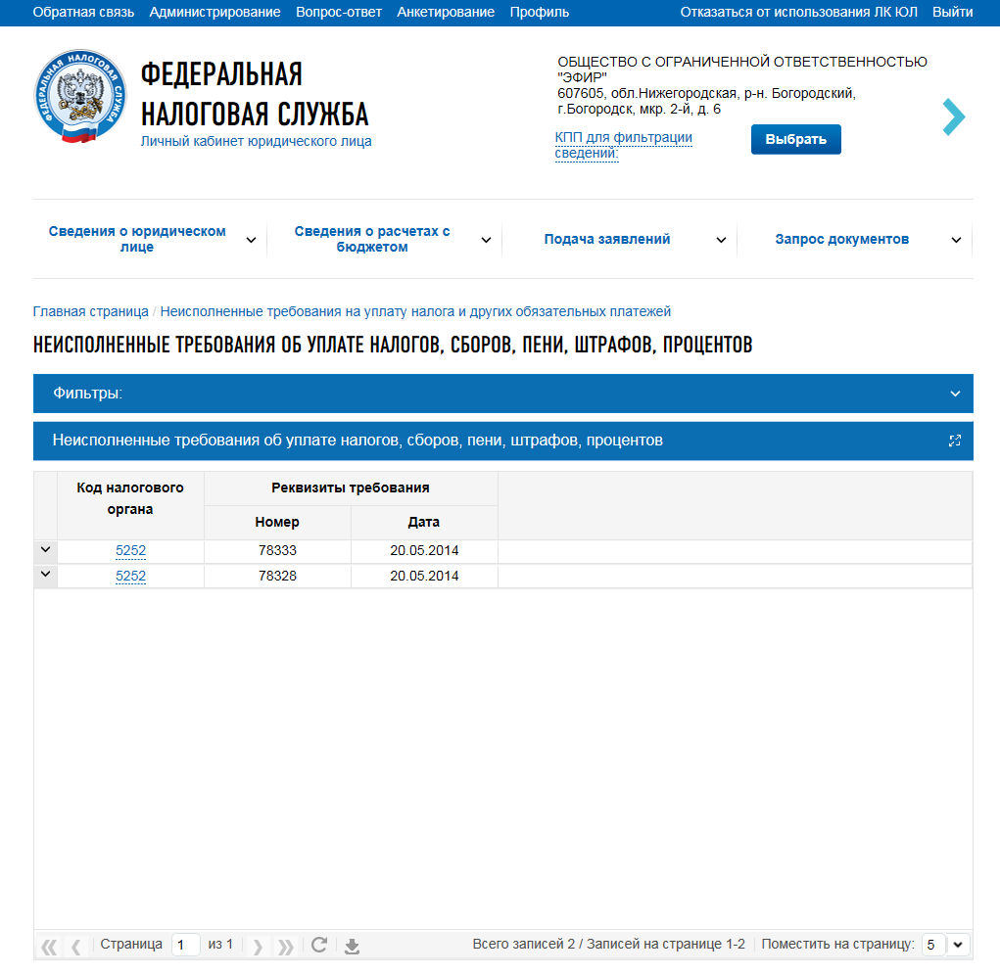 Обратная связь Администрирование Вопрос-ответ Анкетирование Профиль Отказаться от использования ЛК ЮЛ Выйти
ФЕДЕРАЛЬНАЯ НАЛОГОВАЯ СЛУЖБА
ФЕДЕРАЛЬНАЯ
НАЛОГОВАЯ СЛУЖБА
Личный кабинет юридического лица
ОБЩЕСТВО С ОГРАНИЧЕННОЙ ОТВЕТСТВЕННОСТЬЮ
"ЭФИР"
607605, обл.Нижегородская, р-н. Богородский,
г.Богородск, мкр. 2-й, д. 6
КПП для фильтрации
сведений:
Выбрать
Сведения о юридическом
лице
Сведения о расчетах с
бюджетом
Подача заявлений
Запрос документов
Главная страница / Неисполненные требования на уплату налога и других обязательных платежей
НЕИСПОЛНЕННЫЕ ТРЕБОВАНИЯ ОБ УПЛАТЕ НАЛОГОВ, СБОРОВ, ПЕНИ, ШТРАФОВ, ПРОЦЕНТОВ
Фильтры:
Неисполненные требования об уплате налогов, сборов, пени, штрафов, процентов
Код налогового
органа
Реквизиты требования
Номер Дата
5252 78333 20.05.2014
5252 78328 20.05.2014
Страница 1 из 1 Всего записей 2 / Записей на странице 1-2 Поместить на страницу: 5